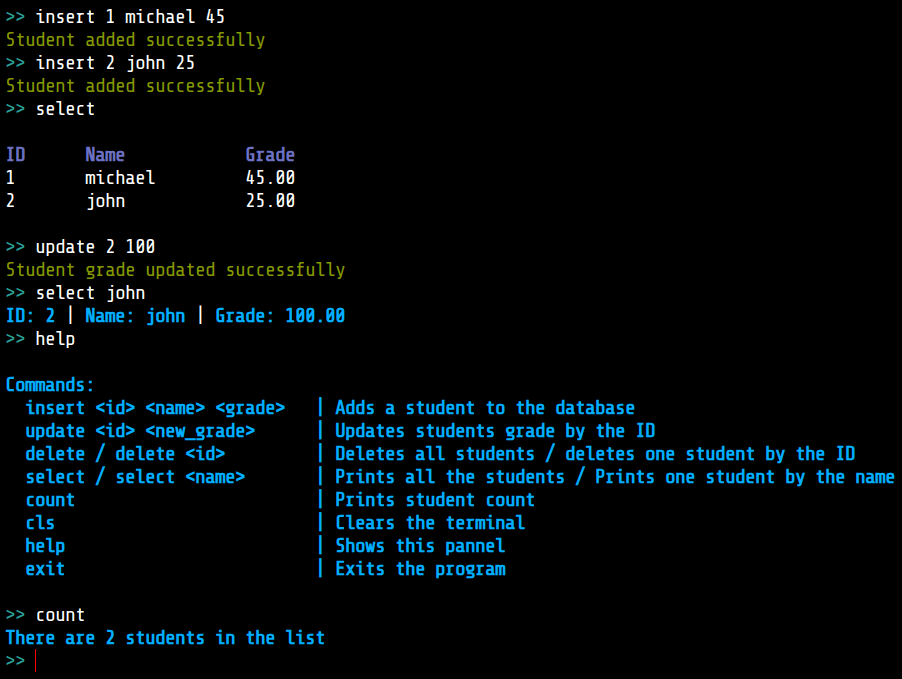 >> insert 1 michael 45
Student added successfully
>> insert 2 john 25
Student added successfully
>> select
ID Name Grade
1 michael 45.00
2 john 25.00
>> update 2 100
Student grade updated successfully
>> select john
ID: 2 | Name: john | Grade: 100.00
>> help
Commands:
insert <id> <name> <grade> | Adds a student to the database
update <id> <new_grade> | Updates students grade by the ID
delete / delete <id> | Deletes all students / deletes one student by the ID
select / select <name> | Prints all the students / Prints one student by the name
count | Prints student count
cls | Clears the terminal
help | Shows this pannel
exit | Exits the program
>> count
There are 2 students in the list
>>